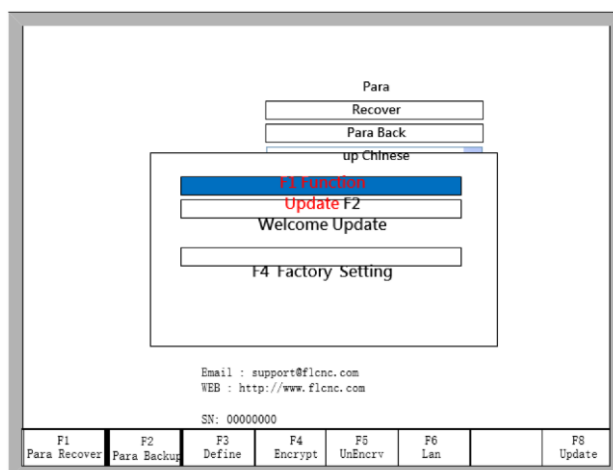 Para
Recover
Para Back
up Chinese
F1 Function
Update F2
Welcome Update
F4 Factory Setting
Email : support@flcnc.com
WEB : http://www.flcnc.com
SN: 00000000
F1 F2 F3 F4 F5 F6 F8
Para Recover Para Backup Define Encrypt UnEncrv Lan Update